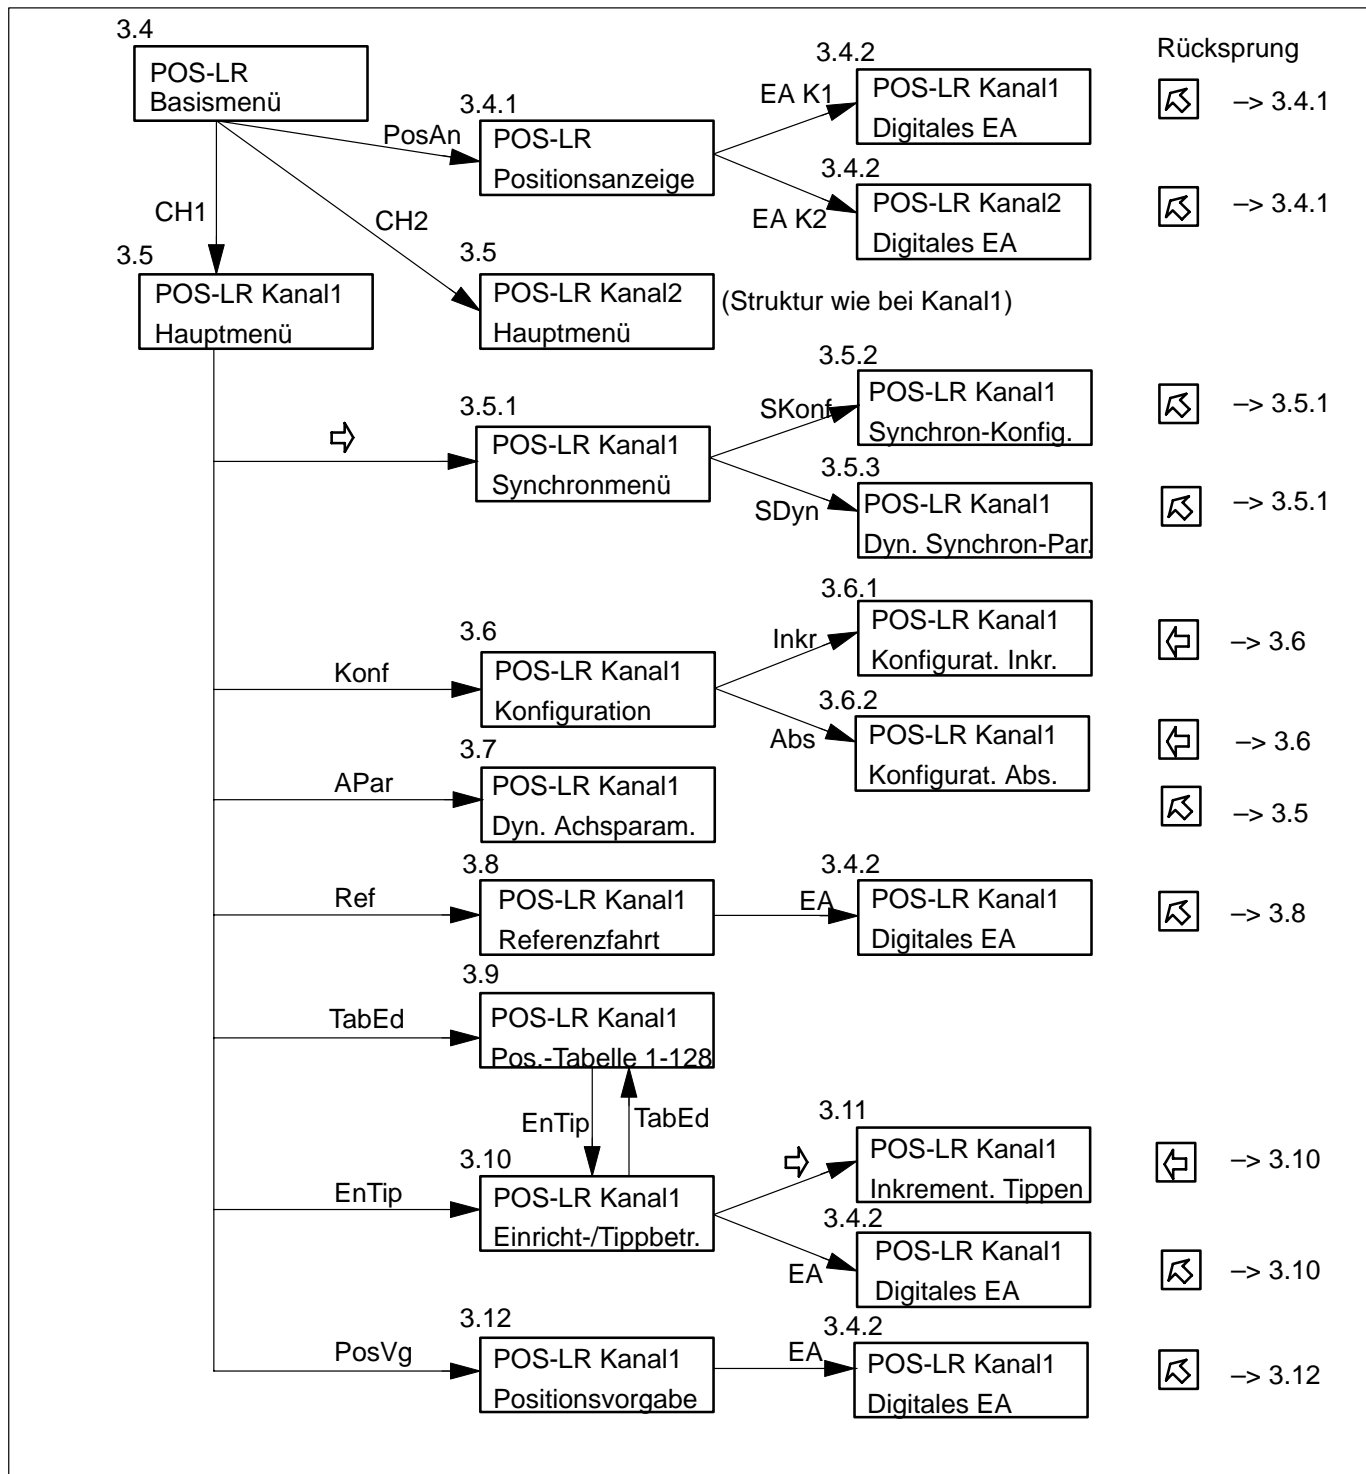 3.4
POS-LR
Basismenü
Rücksprung
3.4.2
EA K1
POS-LR Kanal1
Digitales EA
–> 3.4.1
3.4.1
PosAn
POS-LR
Positionsanzeige
3.4.2
EA K2
POS-LR Kanal2
Digitales EA
–> 3.4.1
CH1
CH2
3.5
POS-LR Kanal1
Hauptmenü
3.5
POS-LR Kanal2
Hauptmenü
(Struktur wie bei Kanal1)
3.5.1
POS-LR Kanal1
Synchronmenü
3.5.2
SKonf
POS-LR Kanal1
Synchron-Konfig.
–> 3.5.1
3.5.3
SDyn
POS-LR Kanal1
Dyn. Synchron-Par.
–> 3.5.1
Konf
3.6
POS-LR Kanal1
Konfiguration
3.6.1
Inkr
POS-LR Kanal1
Konfigurat. Inkr.
–> 3.6
3.6.2
Abs
POS-LR Kanal1
Konfigurat. Abs.
–> 3.6
APar
3.7
POS-LR Kanal1
Dyn. Achsparam.
–> 3.5
Ref
3.8
POS-LR Kanal1
Referenzfahrt
EA
3.4.2
POS-LR Kanal1
Digitales EA
–> 3.8
TabEd
3.9
POS-LR Kanal1
Pos.-Tabelle 1-128
EnTip
TabEd
EnTip
3.10
POS-LR Kanal1
Einricht-/Tippbetr.
3.11
POS-LR Kanal1
Inkrement. Tippen
–> 3.10
3.4.2
EA
POS-LR Kanal1
Digitales EA
–> 3.10
PosVg
3.12
POS-LR Kanal1
Positionsvorgabe
EA
3.4.2
POS-LR Kanal1
Digitales EA
–> 3.12